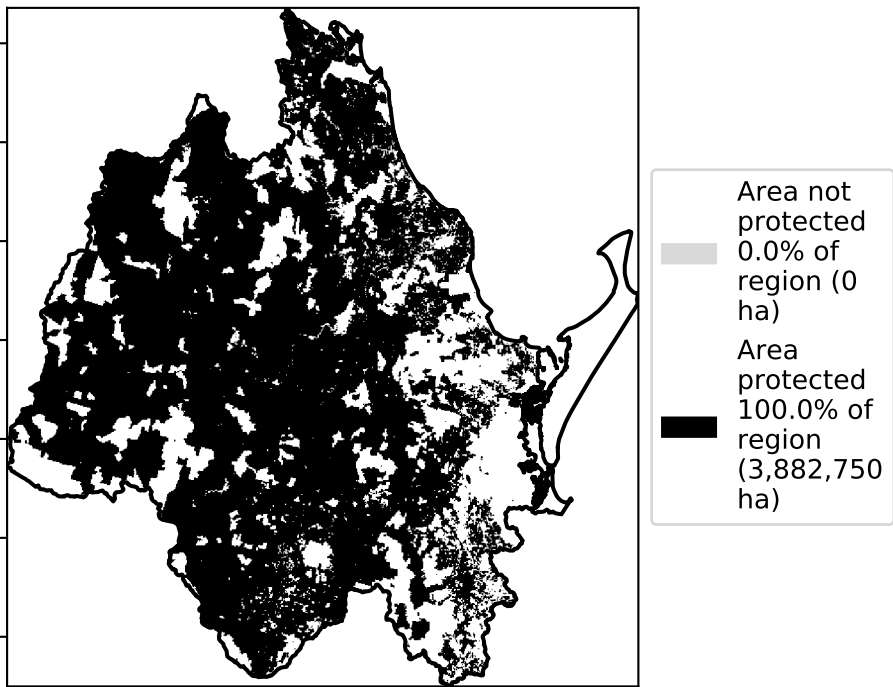 Area not
protected
0.0% of
region (0
ha)
Area
protected
100.0% of
region
(3,882,750
ha)